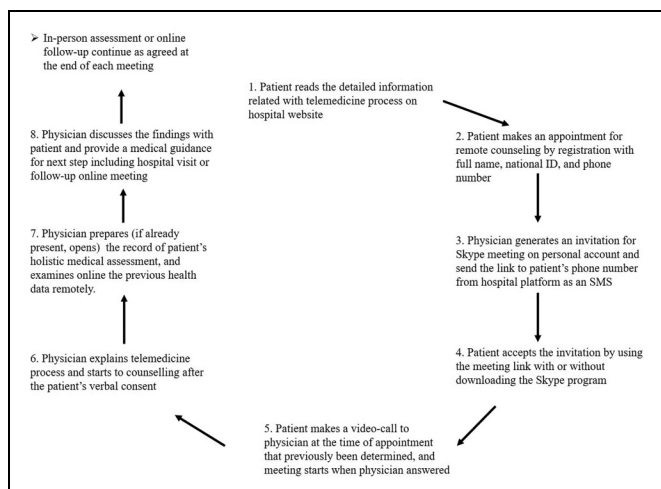 1. Patient reads the detailed information
related with telemedicine process on
hospital website
2. Patient makes an appointment for
remote counseling by registration with
full name, national ID, and phone
number
3. Physician generates an invitation for
Skype meeting on personal account and
send the link to patient's phone number
from hospital platform as an SMS
4. Patient accepts the invitation by using
the meeting link with or without
downloading the Skype program
5. Patient makes a video-call to
physician at the time of appointment
that previously been determined, and
meeting starts when physician answered
6. Physician explains telemedicine
process and starts to counselling after
the patient's verbal consent
7. Physician prepares (if already
present, opens) the record of patient's
holistic medical assessment, and
examines online the previous health
data remotely.
8. Physician discusses the findings with
patient and provide a medical guidance
for next step including hospital visit or
follow-up online meeting
➢ In-person assessment or online
follow-up continue as agreed at
the end of each meeting